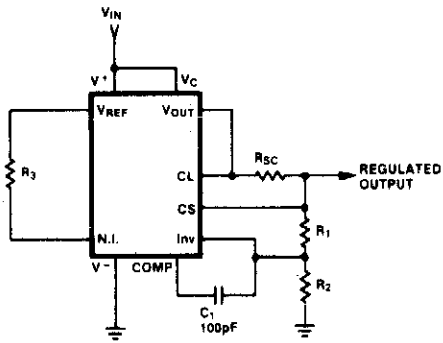 VIN
V+ VC
VREF VOUT
R3
RSC
REGULATED
OUTPUT
CL
CS
R1
N.I. Inv
V− COMP
R2
C1
100pF